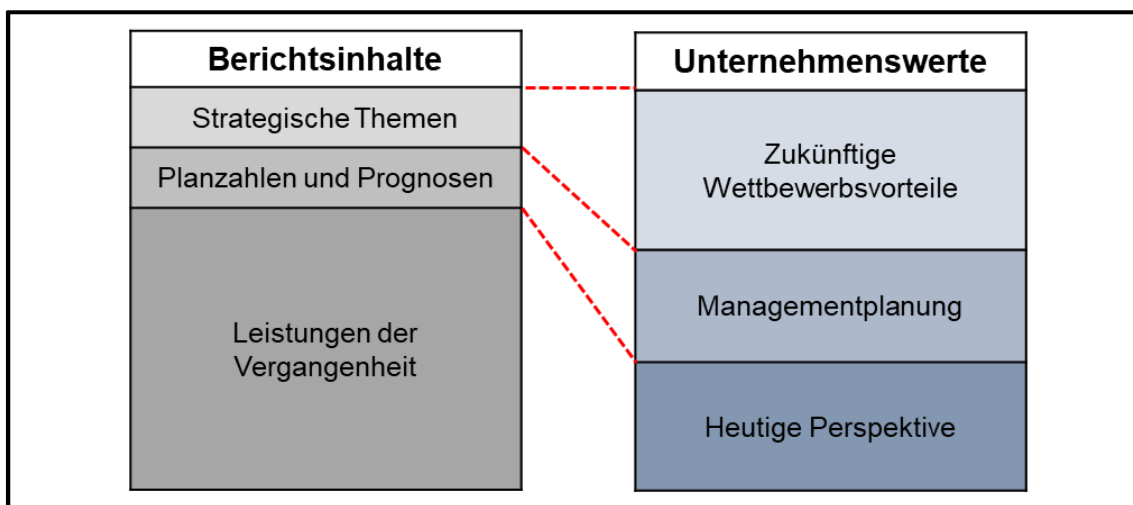 Berichtsinhalte
Strategische Themen
Planzahlen und Prognosen
Leistungen der
Vergangenheit
Unternehmenswerte
Zukünftige
Wettbewerbsvorteile
Managementplanung
Heutige Perspektive